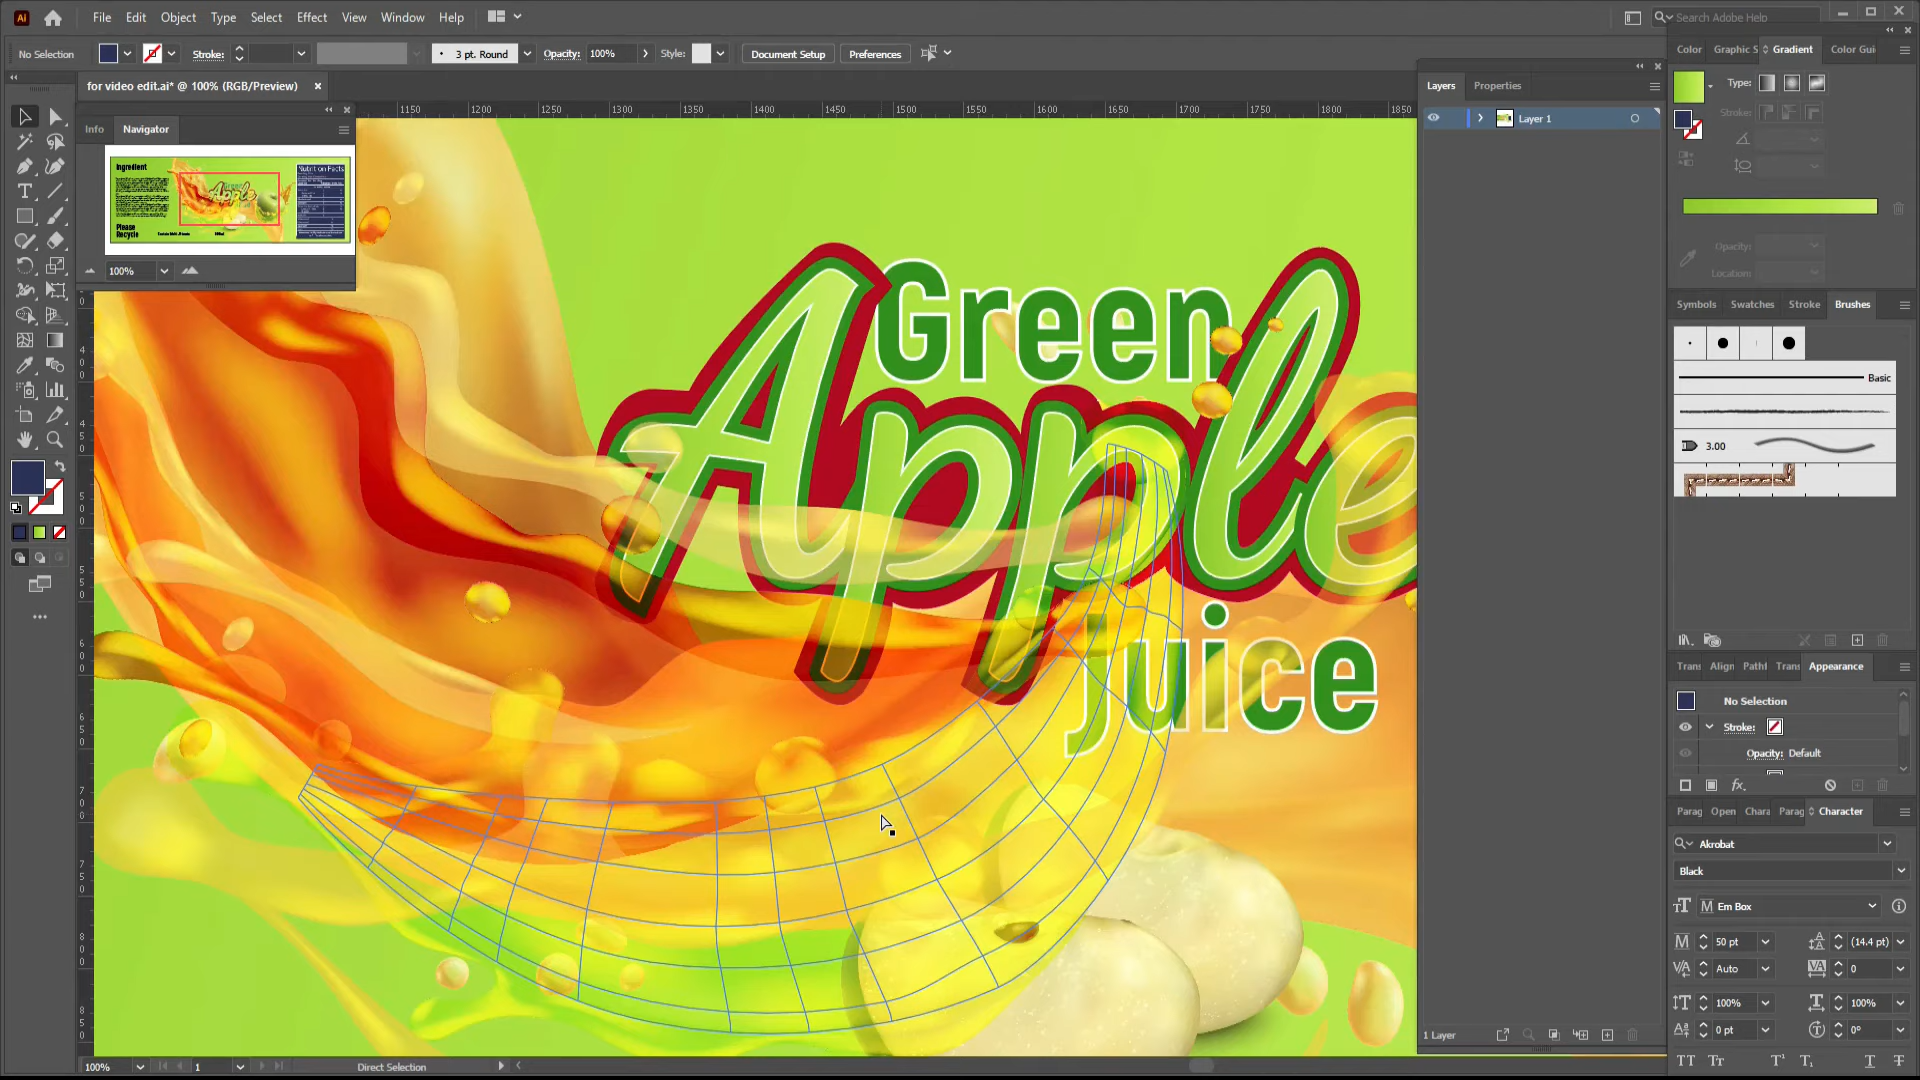 Ai File Edit Object Select Effect View Window Help Search Adobe Help
No Selection Stroke: 3 pt. Round Opacity: 100% Style: Document Setup Preferences
for video edit.ai* @ 100% (RGB/Preview)
Info Navigator
Ingredient
Nutrition Facts
Green
Apple
Please
Recycle
100%
1150 1200 1250 1300 1350 1400 1450 1500 1550 1600 1650 1700 1750 1800 1850
Green
Apple
juice
Layers Properties
Layer 1
1 Layer
Color Graphic S Gradient Color Gui
Type:
Stroke:
Opacity:
Location:
Symbols Swatches Stroke Brushes
Basic
3.00
Trans Align Pathf Trans Appearance
No Selection
Stroke:
Opacity: Default
Parag Open Chara Parag Character
Akrobat
Black
Em Box
50 pt (14.4 pt)
Auto 0
100% 100%
0 pt 0°
100% 1 Direct Selection